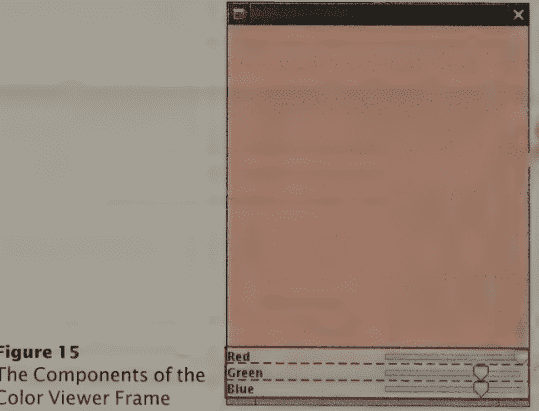 Red
Green
Blue
Figure 15
The Components of the
Color Viewer Frame